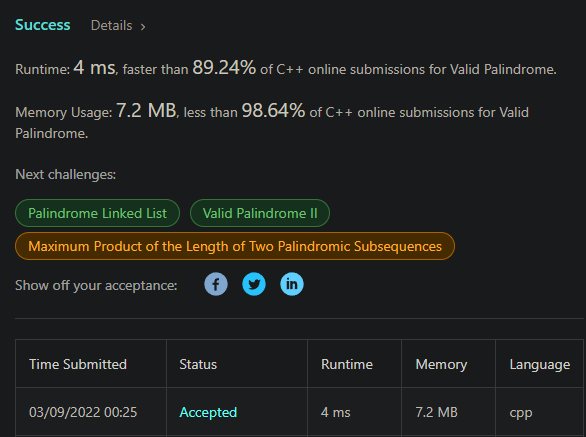 Success Details >
Runtime: 4 ms, faster than 89.24% of C++ online submissions for Valid Palindrome.
Memory Usage: 7.2 MB, less than 98.64% of C++ online submissions for Valid
Palindrome.
Next challenges:
Palindrome Linked List Valid Palindrome II
Maximum Product of the Length of Two Palindromic Subsequences
Show off your acceptance: f in
Time Submitted Status Runtime Memory Language
03/09/2022 00:25 Accepted 4 ms 7.2 MB cpp